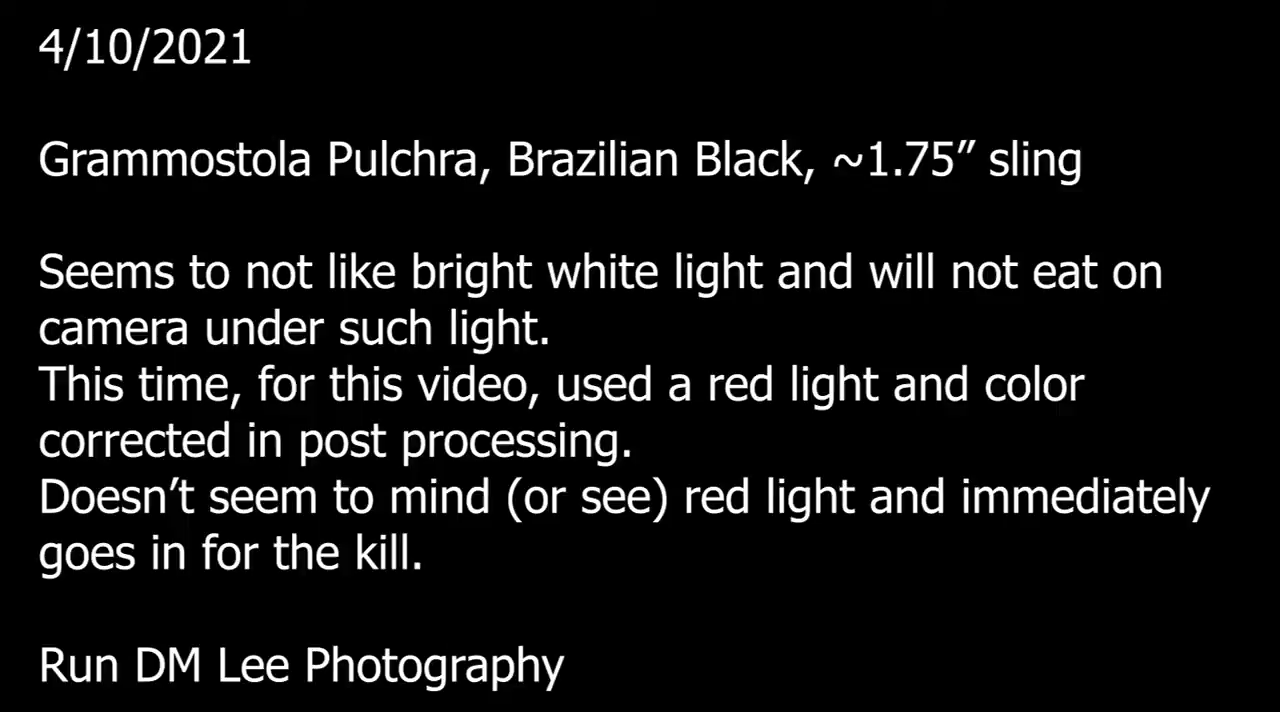 4/10/2021
Grammostola Pulchra, Brazilian Black, ~1.75” sling
Seems to not like bright white light and will not eat on
camera under such light.
This time, for this video, used a red light and color
corrected in post processing.
Doesn’t seem to mind (or see) red light and immediately
goes in for the kill.
Run DM Lee Photography